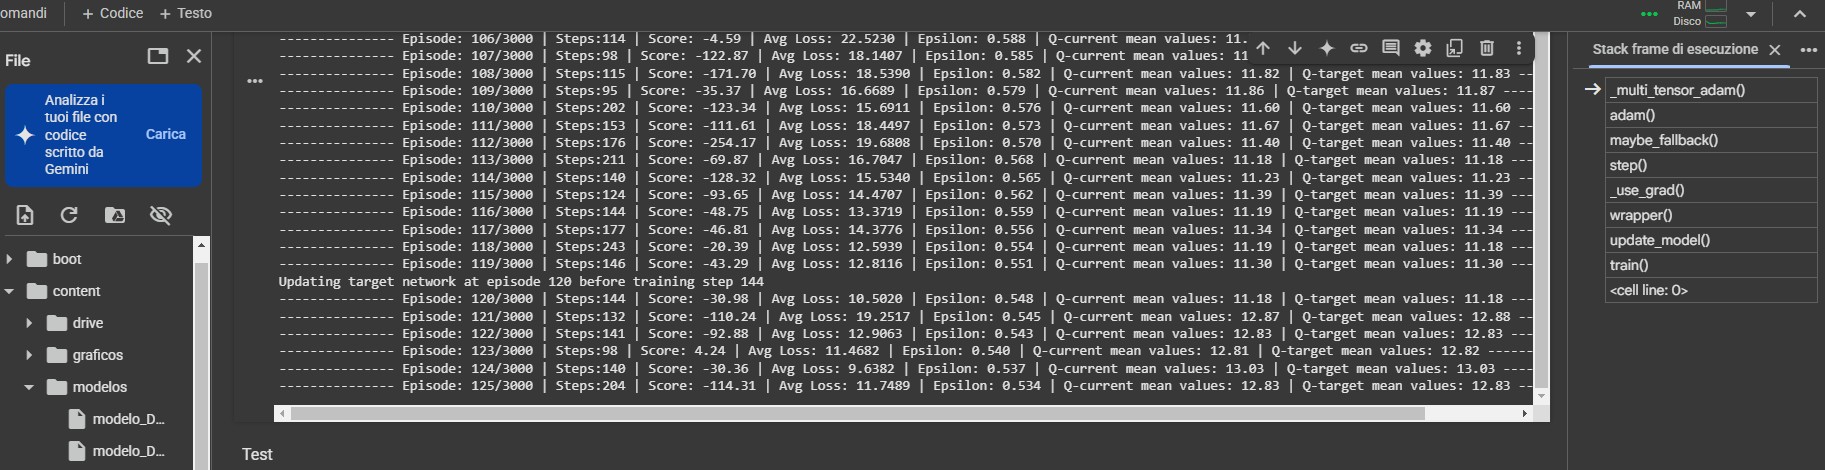 omandi
+ Codice + Testo
RAM
Disco
File
Analizza i
tuoi file con
codice
scritto da
Gemini
Carica
boot
content
drive
graficos
modelos
modelo_D...
modelo_D...
--------------- Episode: 106/3000 | Steps:114 | Score: -4.59 | Avg Loss: 22.5230 | Epsilon: 0.588 | Q-current mean values: 11.
--------------- Episode: 107/3000 | Steps:98 | Score: -122.87 | Avg Loss: 18.1407 | Epsilon: 0.585 | Q-current mean values: 11
--------------- Episode: 108/3000 | Steps:115 | Score: -171.70 | Avg Loss: 18.5390 | Epsilon: 0.582 | Q-current mean values: 11.82 | Q-target mean values: 11.83 --
--------------- Episode: 109/3000 | Steps:95 | Score: -35.37 | Avg Loss: 16.6689 | Epsilon: 0.579 | Q-current mean values: 11.86 | Q-target mean values: 11.87 ----
--------------- Episode: 110/3000 | Steps:202 | Score: -123.34 | Avg Loss: 15.6911 | Epsilon: 0.576 | Q-current mean values: 11.60 | Q-target mean values: 11.60 --
--------------- Episode: 111/3000 | Steps:153 | Score: -111.61 | Avg Loss: 18.4497 | Epsilon: 0.573 | Q-current mean values: 11.67 | Q-target mean values: 11.67 --
--------------- Episode: 112/3000 | Steps:176 | Score: -254.17 | Avg Loss: 19.6808 | Epsilon: 0.570 | Q-current mean values: 11.40 | Q-target mean values: 11.40 --
--------------- Episode: 113/3000 | Steps:211 | Score: -69.87 | Avg Loss: 16.7047 | Epsilon: 0.568 | Q-current mean values: 11.18 | Q-target mean values: 11.18 ---
--------------- Episode: 114/3000 | Steps:140 | Score: -128.32 | Avg Loss: 15.5340 | Epsilon: 0.565 | Q-current mean values: 11.23 | Q-target mean values: 11.23 --
--------------- Episode: 115/3000 | Steps:124 | Score: -93.65 | Avg Loss: 14.4707 | Epsilon: 0.562 | Q-current mean values: 11.39 | Q-target mean values: 11.39 ---
--------------- Episode: 116/3000 | Steps:144 | Score: -48.75 | Avg Loss: 13.3719 | Epsilon: 0.559 | Q-current mean values: 11.19 | Q-target mean values: 11.19 ---
--------------- Episode: 117/3000 | Steps:177 | Score: -46.81 | Avg Loss: 14.3776 | Epsilon: 0.556 | Q-current mean values: 11.34 | Q-target mean values: 11.34 ---
--------------- Episode: 118/3000 | Steps:243 | Score: -20.39 | Avg Loss: 12.5939 | Epsilon: 0.554 | Q-current mean values: 11.19 | Q-target mean values: 11.18 ---
--------------- Episode: 119/3000 | Steps:146 | Score: -43.29 | Avg Loss: 12.8116 | Epsilon: 0.551 | Q-current mean values: 11.30 | Q-target mean values: 11.30 ---
Updating target network at episode 120 before training step 144
--------------- Episode: 120/3000 | Steps:144 | Score: -30.98 | Avg Loss: 10.5020 | Epsilon: 0.548 | Q-current mean values: 11.18 | Q-target mean values: 11.18 ---
--------------- Episode: 121/3000 | Steps:132 | Score: -110.24 | Avg Loss: 19.2517 | Epsilon: 0.545 | Q-current mean values: 12.87 | Q-target mean values: 12.88 --
--------------- Episode: 122/3000 | Steps:141 | Score: -92.88 | Avg Loss: 12.9063 | Epsilon: 0.543 | Q-current mean values: 12.83 | Q-target mean values: 12.83 ---
--------------- Episode: 123/3000 | Steps:98 | Score: 4.24 | Avg Loss: 11.4682 | Epsilon: 0.540 | Q-current mean values: 12.81 | Q-target mean values: 12.82 ------
--------------- Episode: 124/3000 | Steps:140 | Score: -30.36 | Avg Loss: 9.6382 | Epsilon: 0.537 | Q-current mean values: 13.03 | Q-target mean values: 13.03 ----
--------------- Episode: 125/3000 | Steps:204 | Score: -114.31 | Avg Loss: 11.7489 | Epsilon: 0.534 | Q-current mean values: 12.83 | Q-target mean values: 12.83 --
Test
Stack frame di esecuzione
_multi_tensor_adam()
adam()
maybe_fallback()
step()
_use_grad()
wrapper()
update_model()
train()
<cell line: 0>